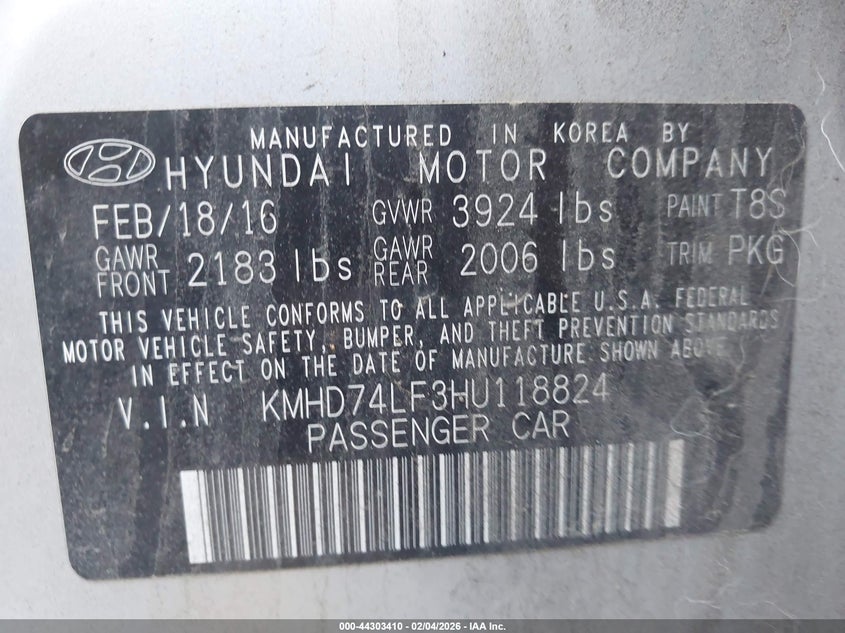 MANUFACTURED IN KOREA BY
HYUNDAI MOTOR COMPANY
FEB/18/16 GVWR 3924 lbs PAINT T8S
GAWR FRONT 2183 lbs GAWR REAR 2006 lbs TRIM PKG
THIS VEHICLE CONFORMS TO ALL APPLICABLE U.S.A. FEDERAL
MOTOR VEHICLE SAFETY, BUMPER, AND THEFT PREVENTION STANDARDS
IN EFFECT ON THE DATE OF MANUFACTURE SHOWN ABOVE.
V.I.N KMHD74LF3HU118824
PASSENGER CAR
000-44303410 - 02/04/2026 - IAA Inc.